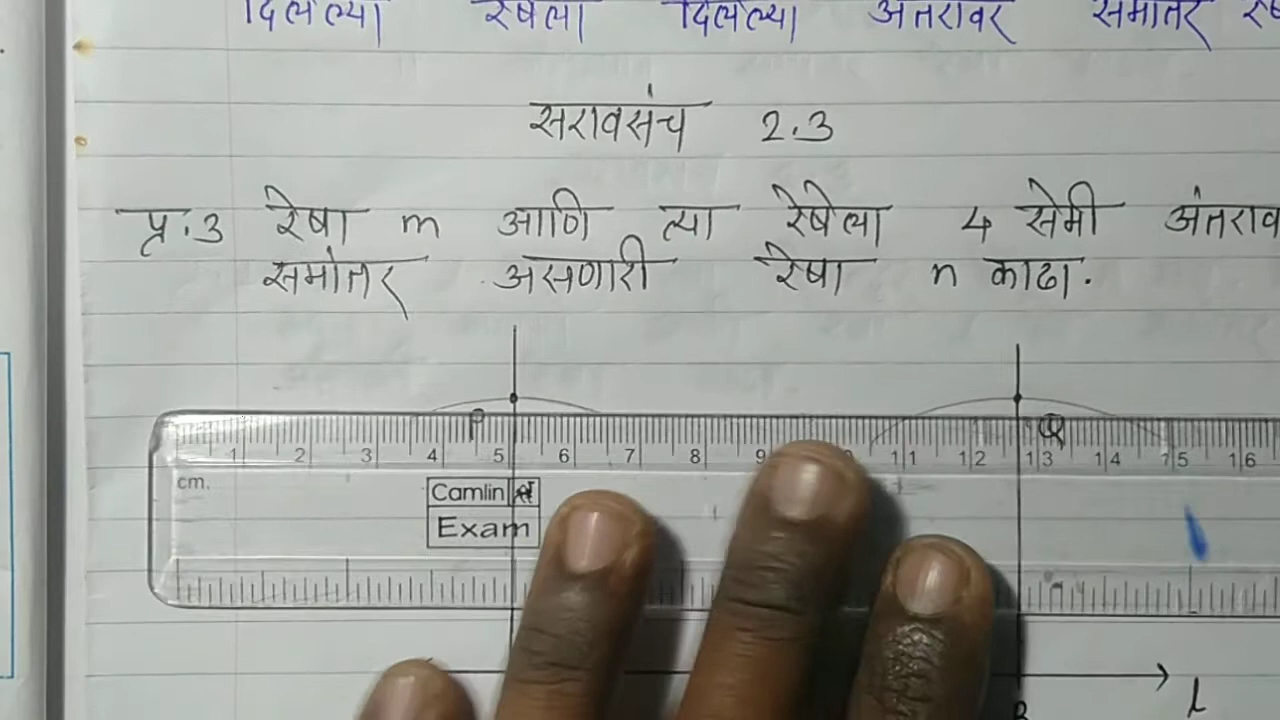 दिलेल्या रेषेला दिलेल्या अंतरावर समांतर
सरावसंच 2.3
प्र.3 रेषा m आणि त्या रेषेला 4 सेमी
समांतर असणारी रेषा n काढा.
P Q
1 2 3 4 5 6 7 8 9 11 12 13 14 15 16
cm.
Camlin
Exam
l